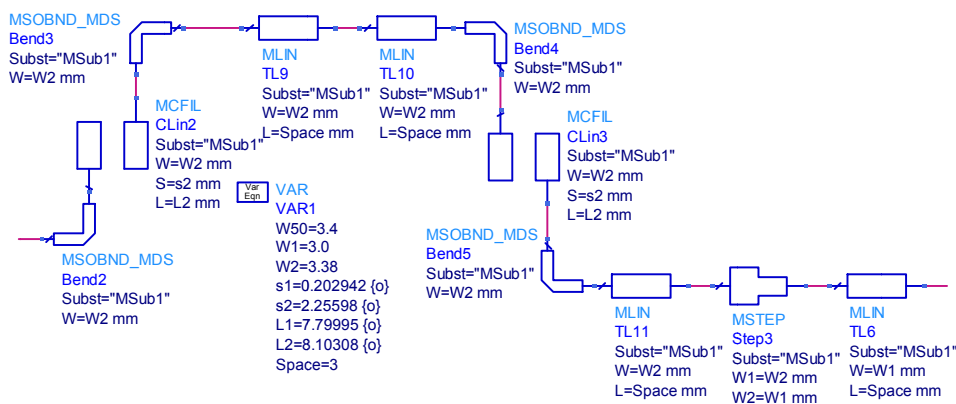 MSOBND_MDS
Bend3
Subst="MSub1"
W=W2 mm
MLIN
TL9
Subst="MSub1"
W=W2 mm
L=Space mm
MLIN
TL10
Subst="MSub1"
W=W2 mm
L=Space mm
MSOBND_MDS
Bend4
Subst="MSub1"
W=W2 mm
MCFIL
CLin2
Subst="MSub1"
W=W2 mm
S=s2 mm
L=L2 mm
MCFIL
CLin3
Subst="MSub1"
W=W2 mm
S=s2 mm
L=L2 mm
MSOBND_MDS
Bend2
Subst="MSub1"
W=W2 mm
Var
Eqn
VAR
VAR1
W50=3.4
W1=3.0
W2=3.38
s1=0.202942 {o}
s2=2.25598 {o}
L1=7.79995 {o}
L2=8.10308 {o}
Space=3
MSOBND_MDS
Bend5
Subst="MSub1"
W=W2 mm
MLIN
TL11
Subst="MSub1"
W=W2 mm
L=Space mm
MSTEP
Step3
Subst="MSub1"
W1=W2 mm
W2=W1 mm
MLIN
TL6
Subst="MSub1"
W=W1 mm
L=Space mm